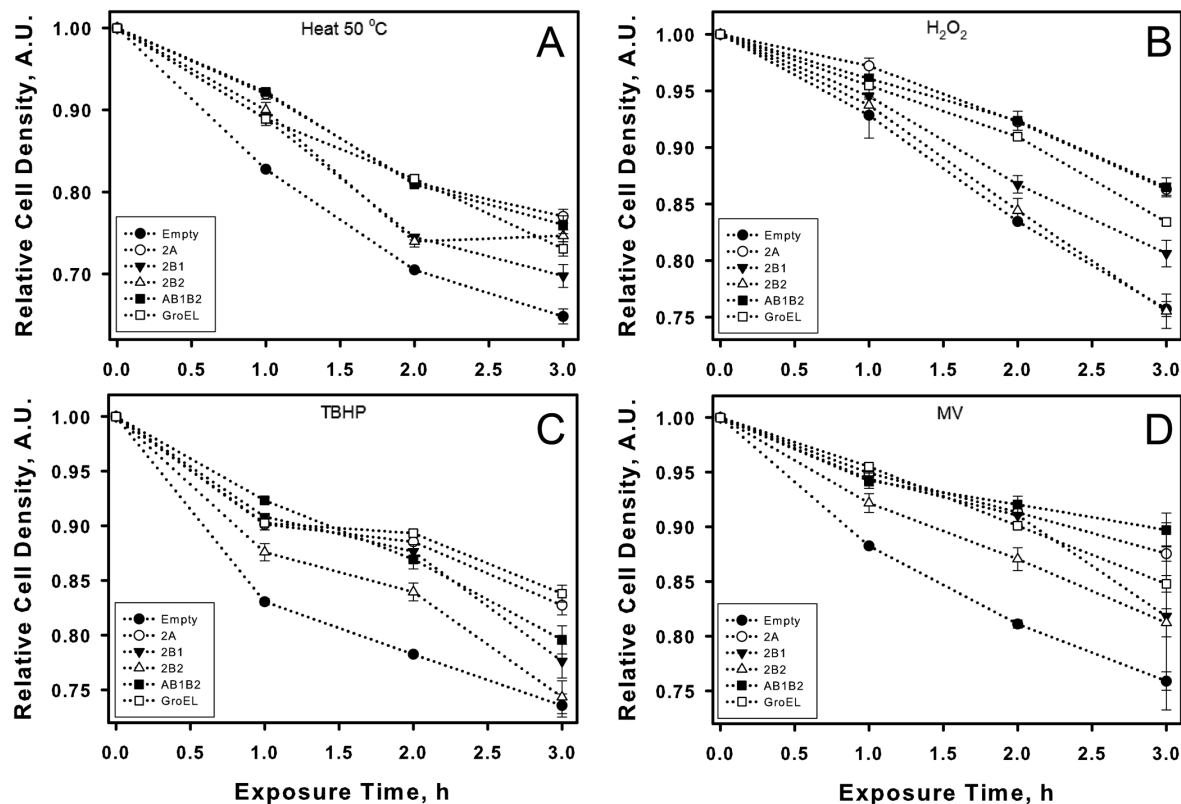 Heat 50 °C
A
Relative Cell Density, A.U.
1.00
0.90
0.80
0.70
Empty
2A
2B1
2B2
AB1B2
GroEL
0.0 0.5 1.0 1.5 2.0 2.5 3.0
H₂O₂
B
Relative Cell Density, A.U.
1.00
0.95
0.90
0.85
0.80
0.75
Empty
2A
2B1
2B2
AB1B2
GroEL
0.0 0.5 1.0 1.5 2.0 2.5 3.0
TBHP
C
Relative Cell Density, A.U.
1.00
0.95
0.90
0.85
0.80
0.75
Empty
2A
2B1
2B2
AB1B2
GroEL
0.0 0.5 1.0 1.5 2.0 2.5 3.0
Exposure Time, h
MV
D
Relative Cell Density, A.U.
1.00
0.95
0.90
0.85
0.80
0.75
Empty
2A
2B1
2B2
AB1B2
GroEL
0.0 0.5 1.0 1.5 2.0 2.5 3.0
Exposure Time, h